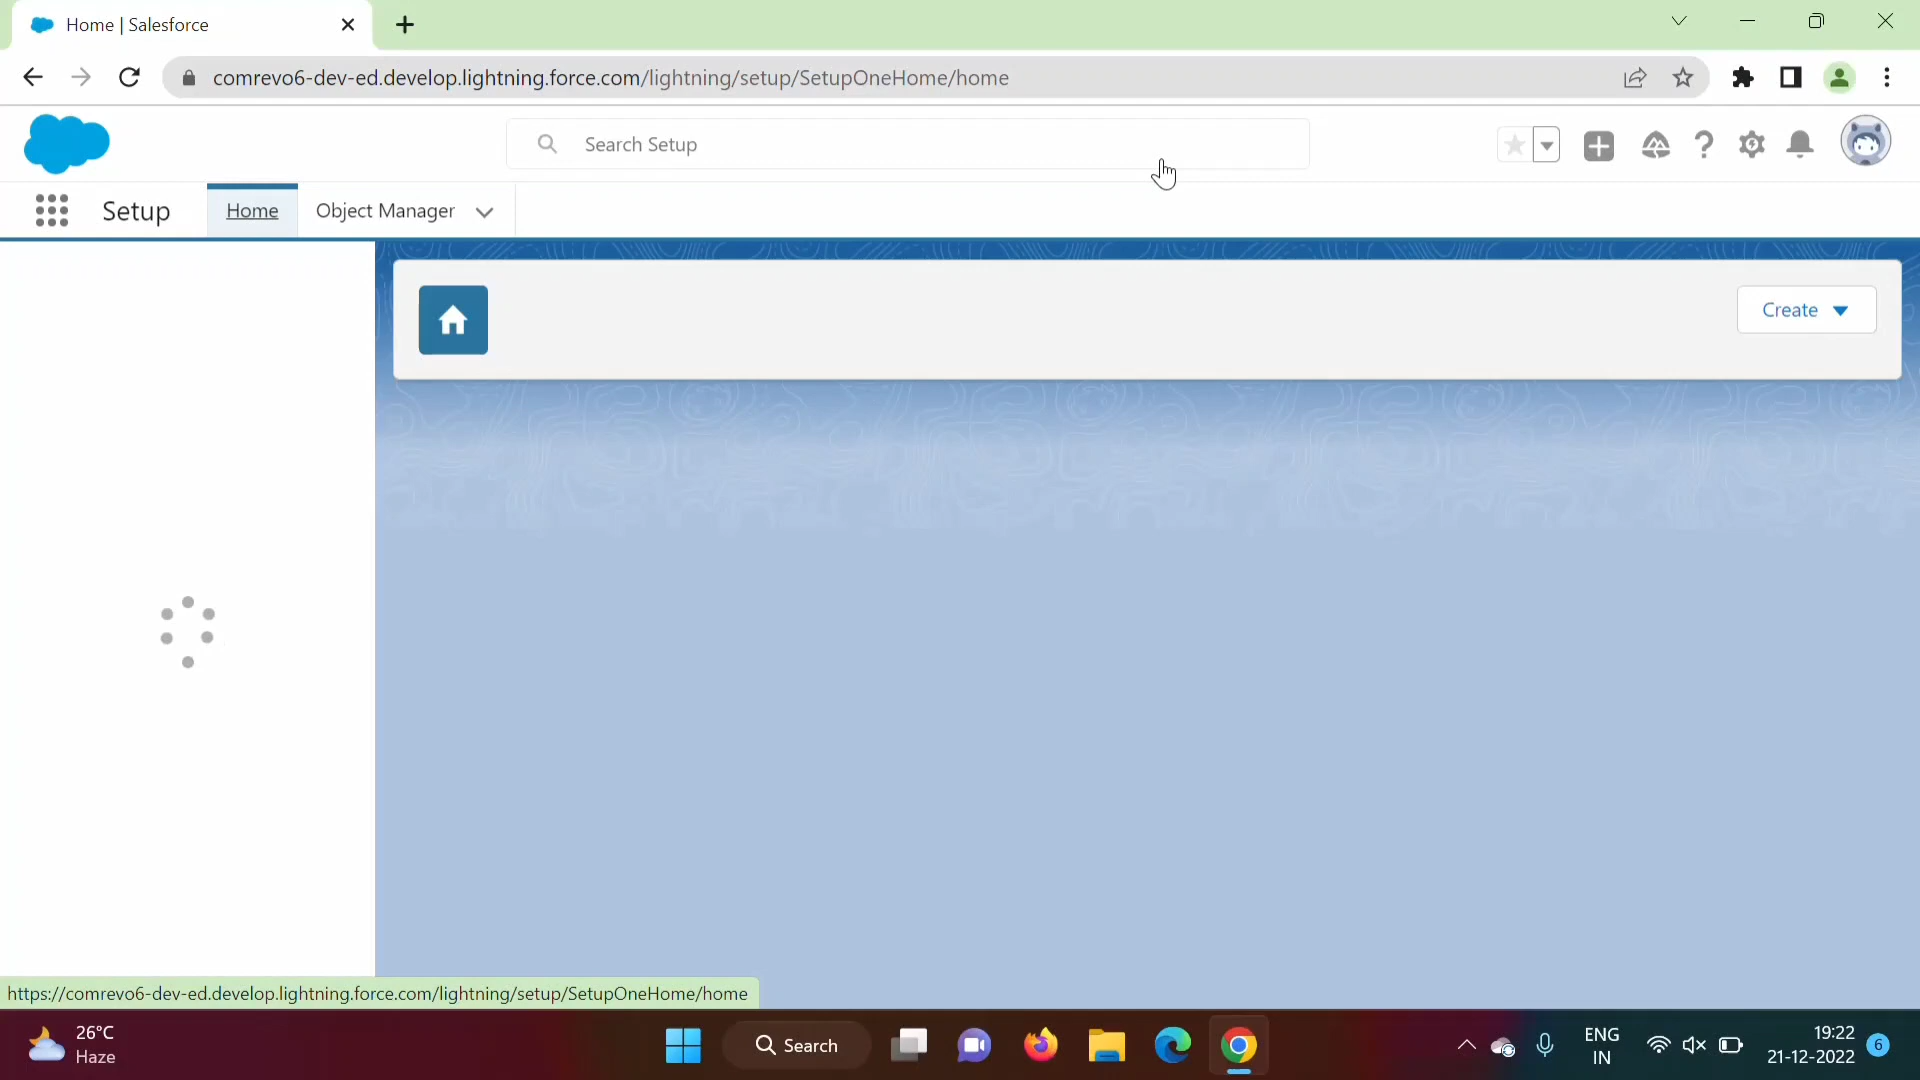 Home | Salesforce
comrevo6-dev-ed.develop.lightning.force.com/lightning/setup/SetupOneHome/home
Search Setup
Setup
Home
Object Manager
Create
https://comrevo6-dev-ed.develop.lightning.force.com/lightning/setup/SetupOneHome/home
26°C
Haze
Search
ENG
IN
19:22
21-12-2022
6